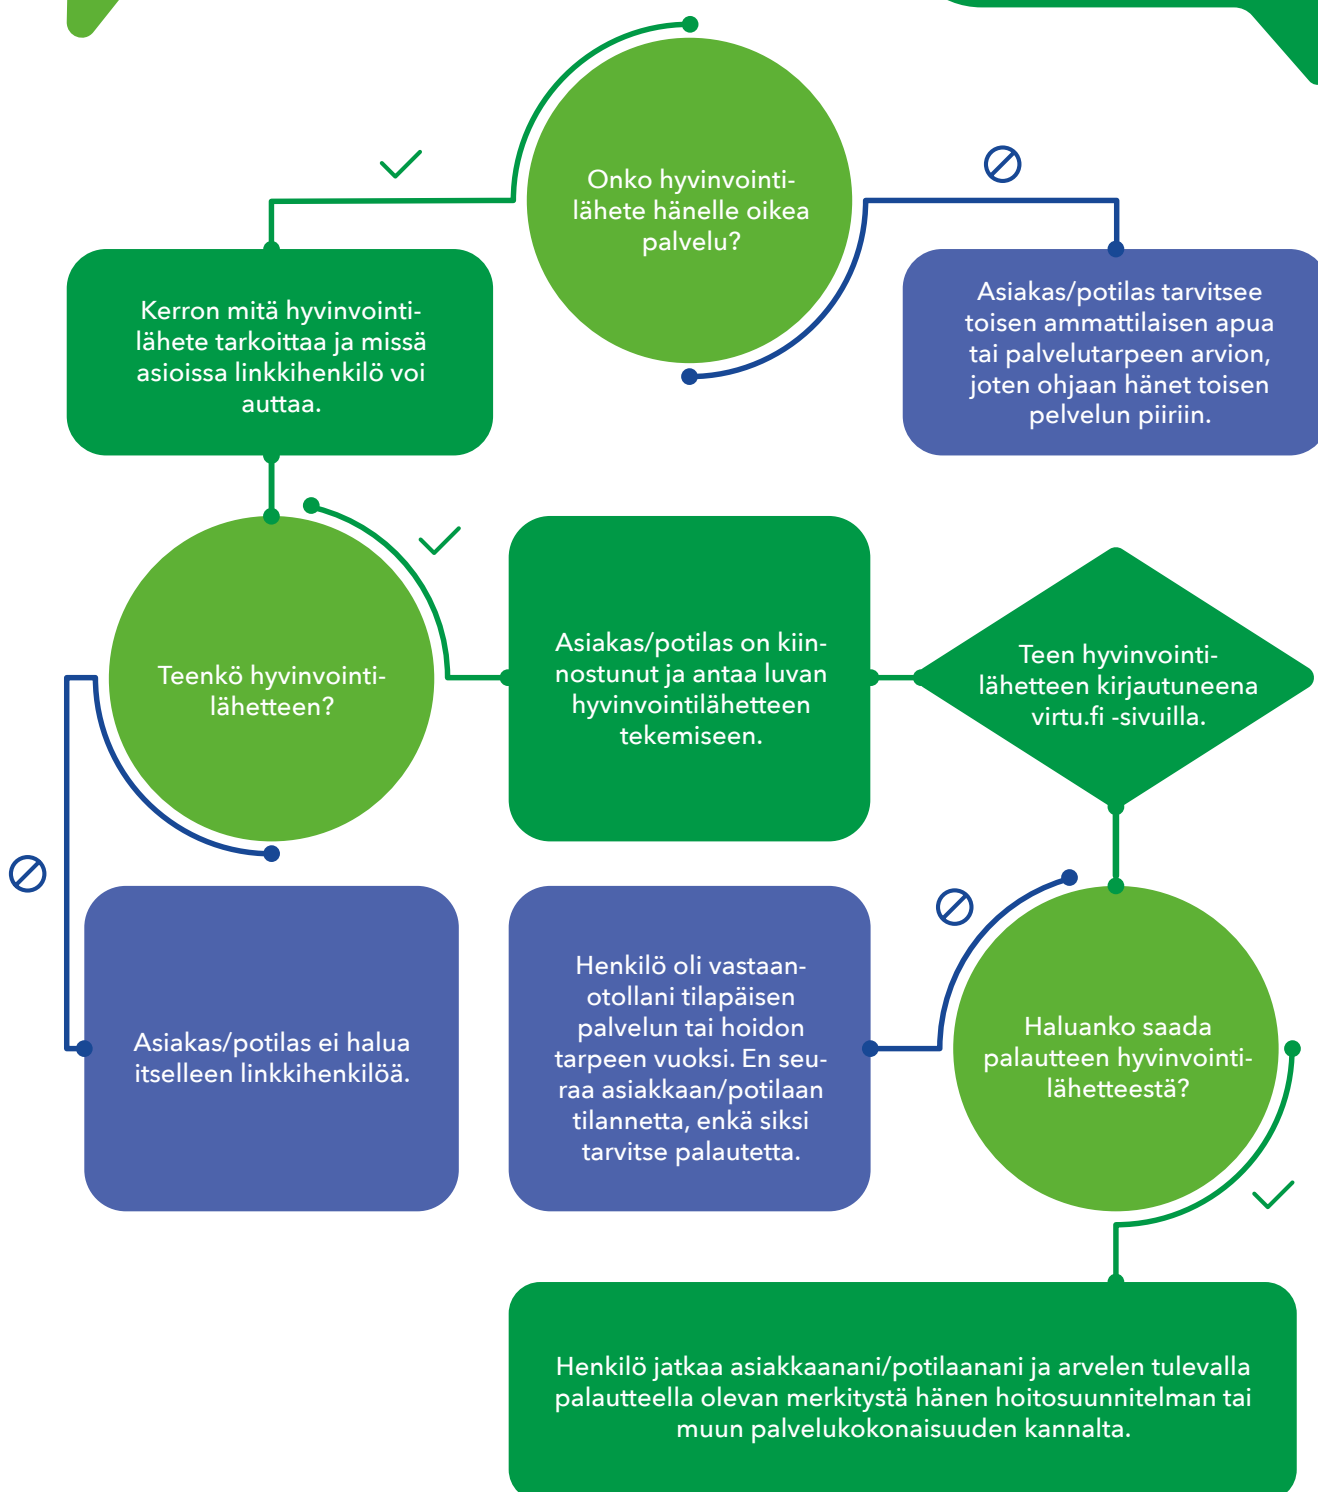 Onko hyvinvointi-
lähete hänelle oikea
palvelu?
Kerron mitä hyvinvointi-
lähete tarkoittaa ja missä
asioissa linkkihenkilö voi
auttaa.
Asiakas/potilas tarvitsee
toisen ammattilaisen apua
tai palvelutarpeen arvion,
joten ohjaan hänet toisen
pelvelun piiriin.
Teenkö hyvinvointi-
lähetteen?
Asiakas/potilas on kiin-
nostunut ja antaa luvan
hyvinvointilähetteen
tekemiseen.
Teen hyvinvointi-
lähetteen kirjautuneena
virtu.fi -sivuilla.
Asiakas/potilas ei halua
itselleen linkkihenkilöä.
Henkilö oli vastaan-
otollani tilapäisen
palvelun tai hoidon
tarpeen vuoksi. En seu-
raa asiakkaan/potilaan
tilannetta, enkä siksi
tarvitse palautetta.
Haluanko saada
palautteen hyvinvointi-
lähetteestä?
Henkilö jatkaa asiakkaanani/potilaanani ja arvelen tulevalla
palautteella olevan merkitystä hänen hoitosuunnitelman tai
muun palvelukokonaisuuden kannalta.